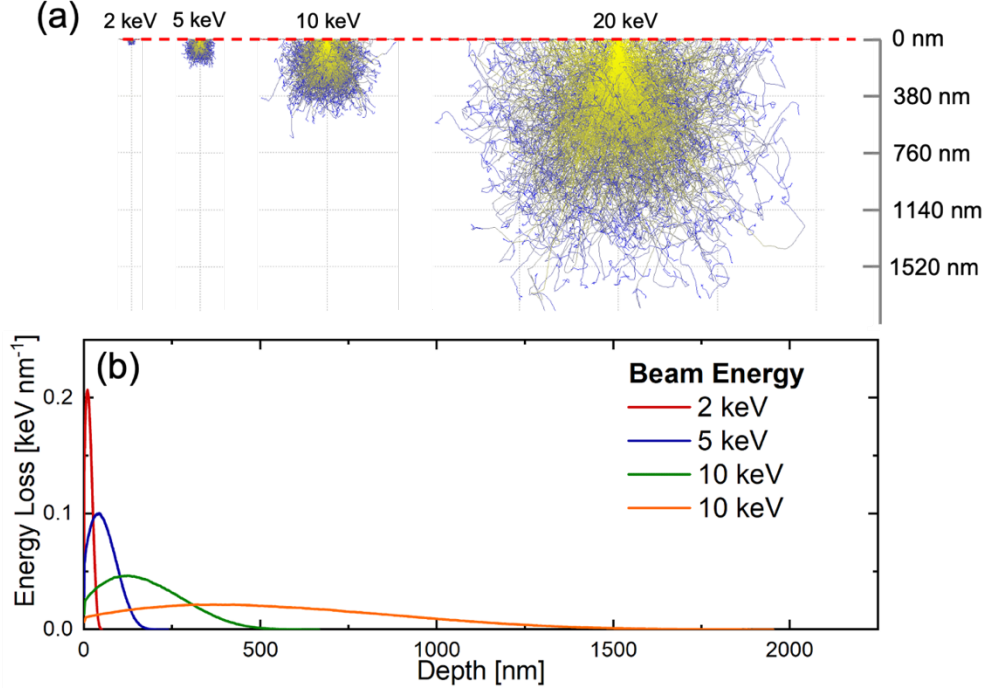 (a)
2 keV 5 keV 10 keV 20 keV
0 nm
380 nm
760 nm
1140 nm
1520 nm
(b)
Energy Loss [keV nm⁻¹]
0.2
0.1
0.0
Beam Energy
2 keV
5 keV
10 keV
10 keV
0 500 1000 1500 2000
Depth [nm]